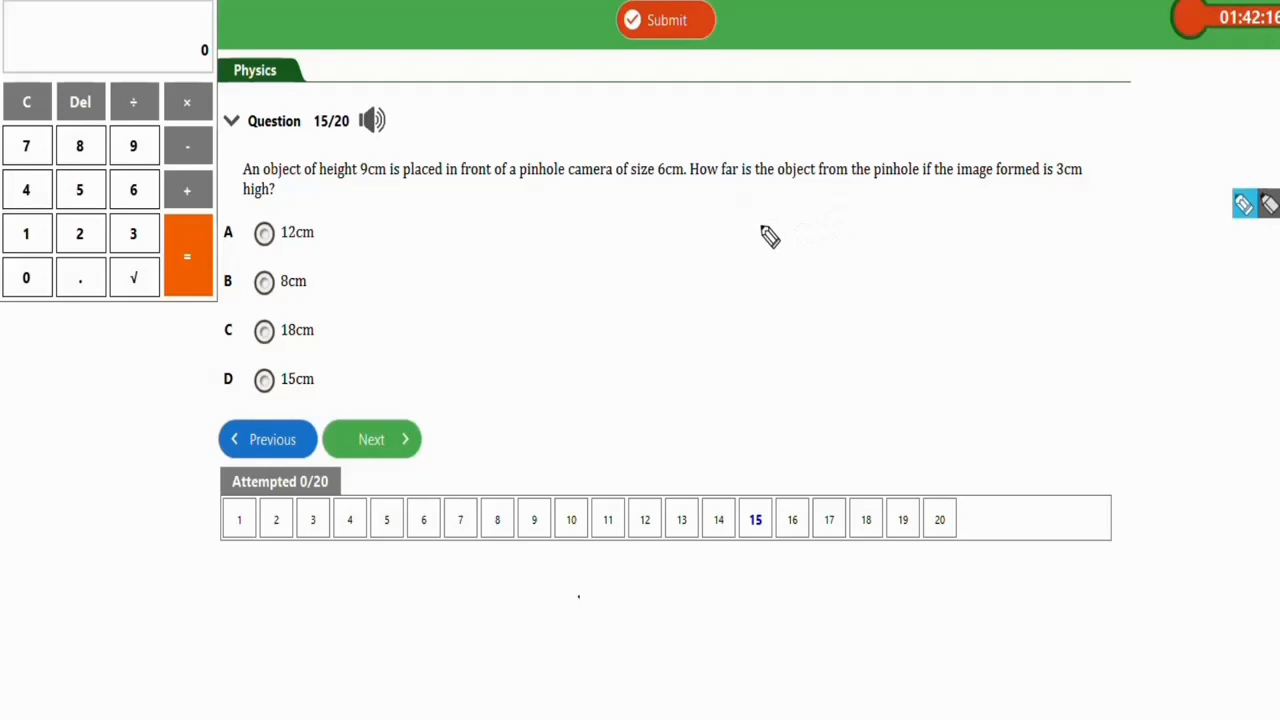 Submit
01:42:16
0
C Del ÷ ×
7 8 9 -
4 5 6 +
1 2 3 =
0 . √
Physics
Question 15/20
An object of height 9cm is placed in front of a pinhole camera of size 6cm. How far is the object from the pinhole if the image formed is 3cm
high?
A 12cm
B 8cm
C 18cm
D 15cm
Previous Next
Attempted 0/20
1 2 3 4 5 6 7 8 9 10 11 12 13 14 15 16 17 18 19 20